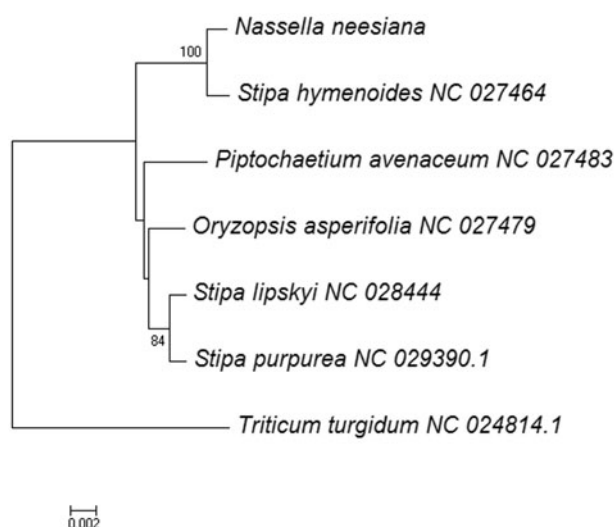 Nassella neesiana
100
Stipa hymenoides NC 027464
Piptochaetium avenaceum NC 027483
Oryzopsis asperifolia NC 027479
Stipa lipskyi NC 028444
84
Stipa purpurea NC 029390.1
Triticum turgidum NC 024814.1
0.002